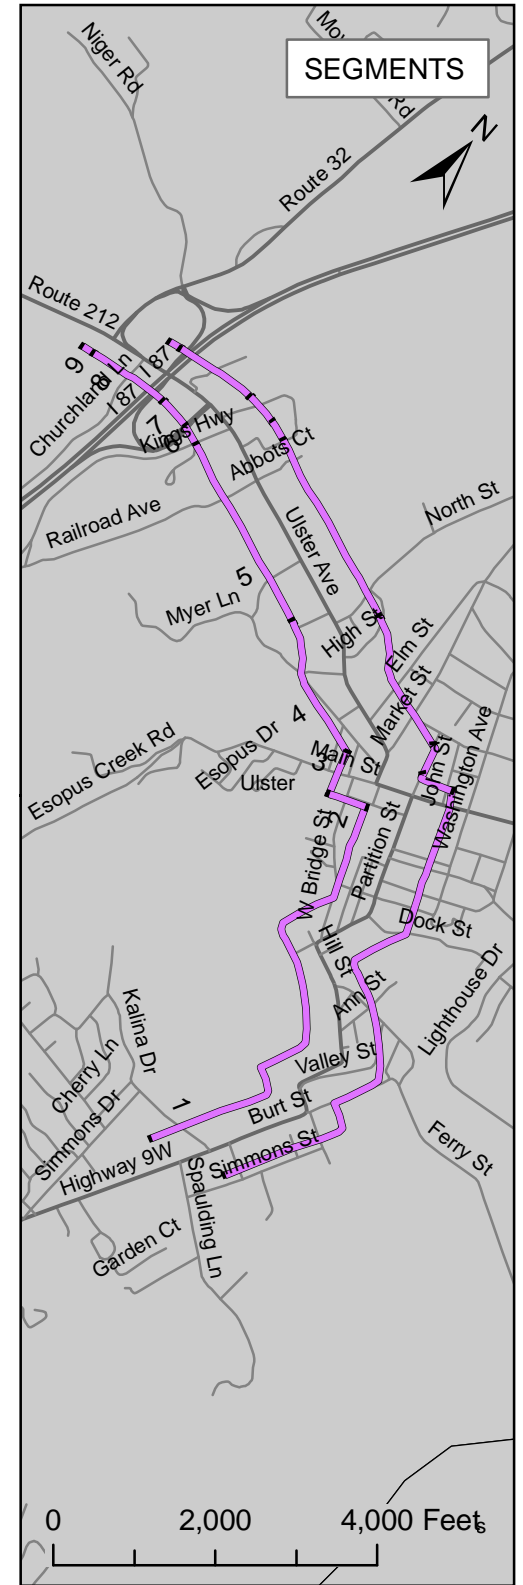 Niger Rd
Mo
Rd
SEGMENTS
N
Route 32
Route 212
9
8
Churchland Ln
I 87
I 87
7
6
Kings Hwy
Abbots Ct
Railroad Ave
North St
Ulster Ave
5
Myer Ln
High St
Elm St
Market St
4
Esopus Creek Rd
Esopus Dr
Main St
3
Ulster
John St
Washington Ave
2
W Bridge St
Partition St
Dock St
Hill St
Ann St
Lighthouse Dr
Kalina Dr
Valley St
Cherry Ln
1
Burt St
Simmons Dr
Simmons St
Ferry St
Highway 9W
Spaulding Ln
Garden Ct
0 2,000 4,000 Feet
s